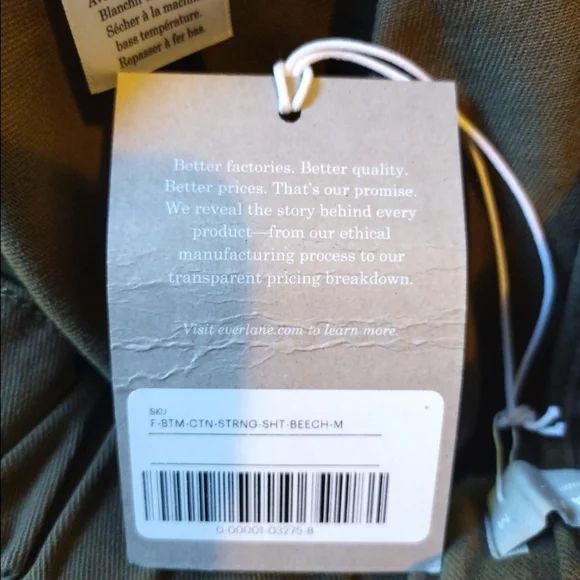 Blanchi
Sécher à la machin
bass température.
Repasser à fer bas.
Better factories. Better quality.
Better prices. That's our promise.
We reveal the story behind every
product—from our ethical
manufacturing process to our
transparent pricing breakdown.
Visit everlane.com to learn more.
SKU
F-BTM-CTN-STRNG-SHT-BEECH-M
0-00001-03275-8